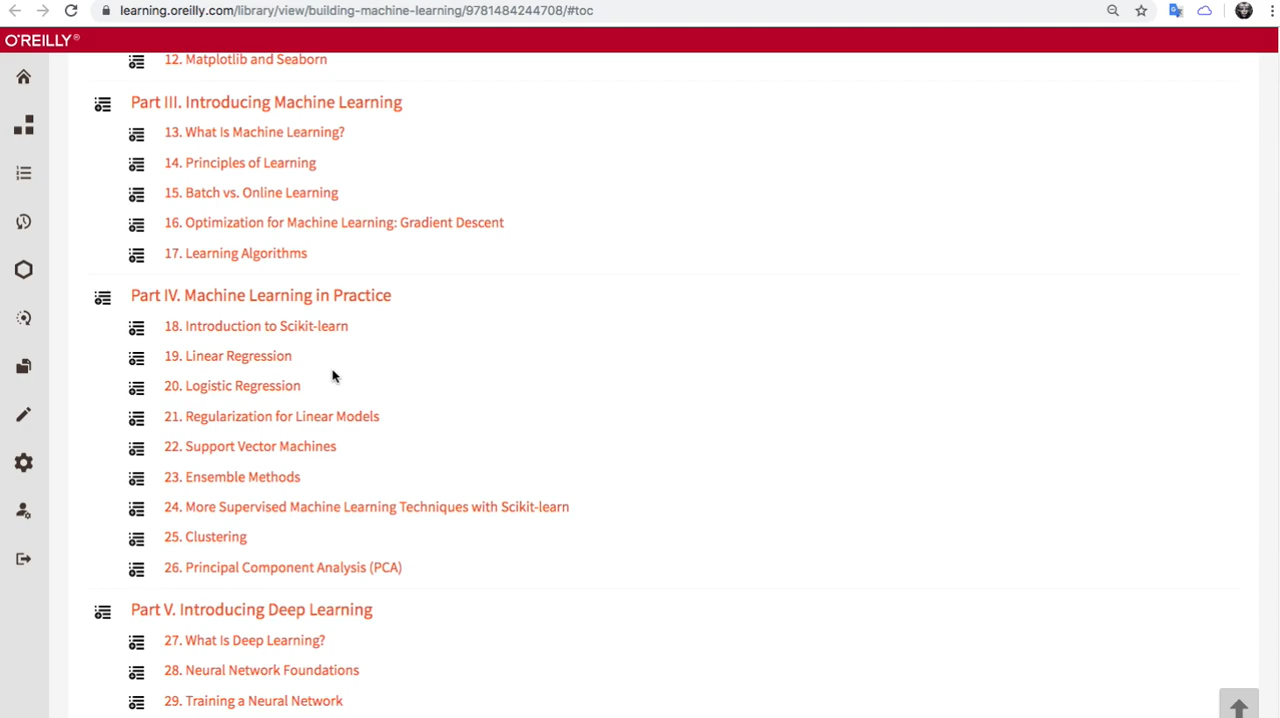 learning.oreilly.com/library/view/building-machine-learning/9781484244708/#toc
O'REILLY®
12. Matplotlib and Seaborn
Part III. Introducing Machine Learning
13. What Is Machine Learning?
14. Principles of Learning
15. Batch vs. Online Learning
16. Optimization for Machine Learning: Gradient Descent
17. Learning Algorithms
Part IV. Machine Learning in Practice
18. Introduction to Scikit-learn
19. Linear Regression
20. Logistic Regression
21. Regularization for Linear Models
22. Support Vector Machines
23. Ensemble Methods
24. More Supervised Machine Learning Techniques with Scikit-learn
25. Clustering
26. Principal Component Analysis (PCA)
Part V. Introducing Deep Learning
27. What Is Deep Learning?
28. Neural Network Foundations
29. Training a Neural Network